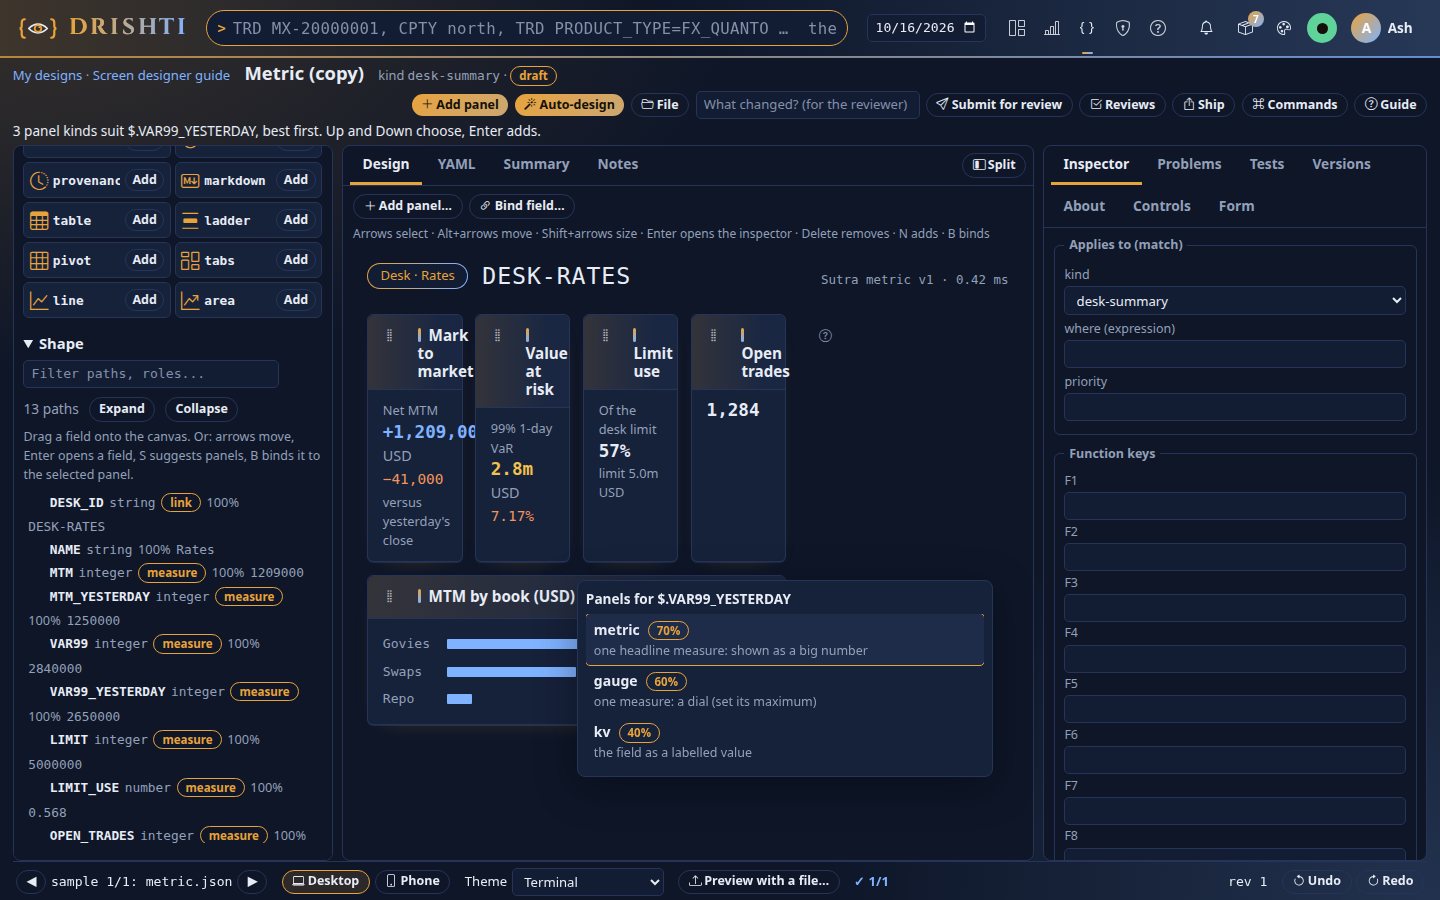 DRISHTI
> TRD MX-20000001, CPTY north, TRD PRODUCT_TYPE=FX_QUANTO … the
10/16/2026
7
A Ash
My designs · Screen designer guide Metric (copy) kind desk-summary · draft
Add panel Auto-design File What changed? (for the reviewer) Submit for review Reviews Ship Commands Guide
3 panel kinds suit $.VAR99_YESTERDAY, best first. Up and Down choose, Enter adds.
provenanc Add markdown Add
table Add ladder Add
pivot Add tabs Add
line Add area Add
▼ Shape
Filter paths, roles...
13 paths Expand Collapse
Drag a field onto the canvas. Or: arrows move,
Enter opens a field, S suggests panels, B binds it to
the selected panel.
DESK_ID string link 100%
DESK-RATES
NAME string 100% Rates
MTM integer measure 100% 1209000
MTM_YESTERDAY integer measure
100% 1250000
VAR99 integer measure 100%
2840000
VAR99_YESTERDAY integer measure
100% 2650000
LIMIT integer measure 100%
5000000
LIMIT_USE number measure 100%
0.568
OPEN_TRADES integer measure 100%
Design YAML Summary Notes Split
Add panel... Bind field...
Arrows select · Alt+arrows move · Shift+arrows size · Enter opens the inspector · Delete removes · N adds · B binds
Desk · Rates DESK-RATES Sutra metric v1 · 0.42 ms
Mark
to
market
Net MTM
+1,209,00
USD
−41,000
versus
yesterday's
close
Value
at
risk
99% 1-day
VaR
2.8m
USD
7.17%
Limit
use
Of the
desk limit
57%
limit 5.0m
USD
Open
trades
1,284
MTM by book (USD)
Govies
Swaps
Repo
Panels for $.VAR99_YESTERDAY
metric 70%
one headline measure: shown as a big number
gauge 60%
one measure: a dial (set its maximum)
kv 40%
the field as a labelled value
Inspector Problems Tests Versions
About Controls Form
Applies to (match)
kind
desk-summary
where (expression)
priority
Function keys
F1
F2
F3
F4
F5
F6
F7
F8
◀ sample 1/1: metric.json ▶ Desktop Phone Theme Terminal Preview with a file... ✓ 1/1 rev 1 Undo Redo